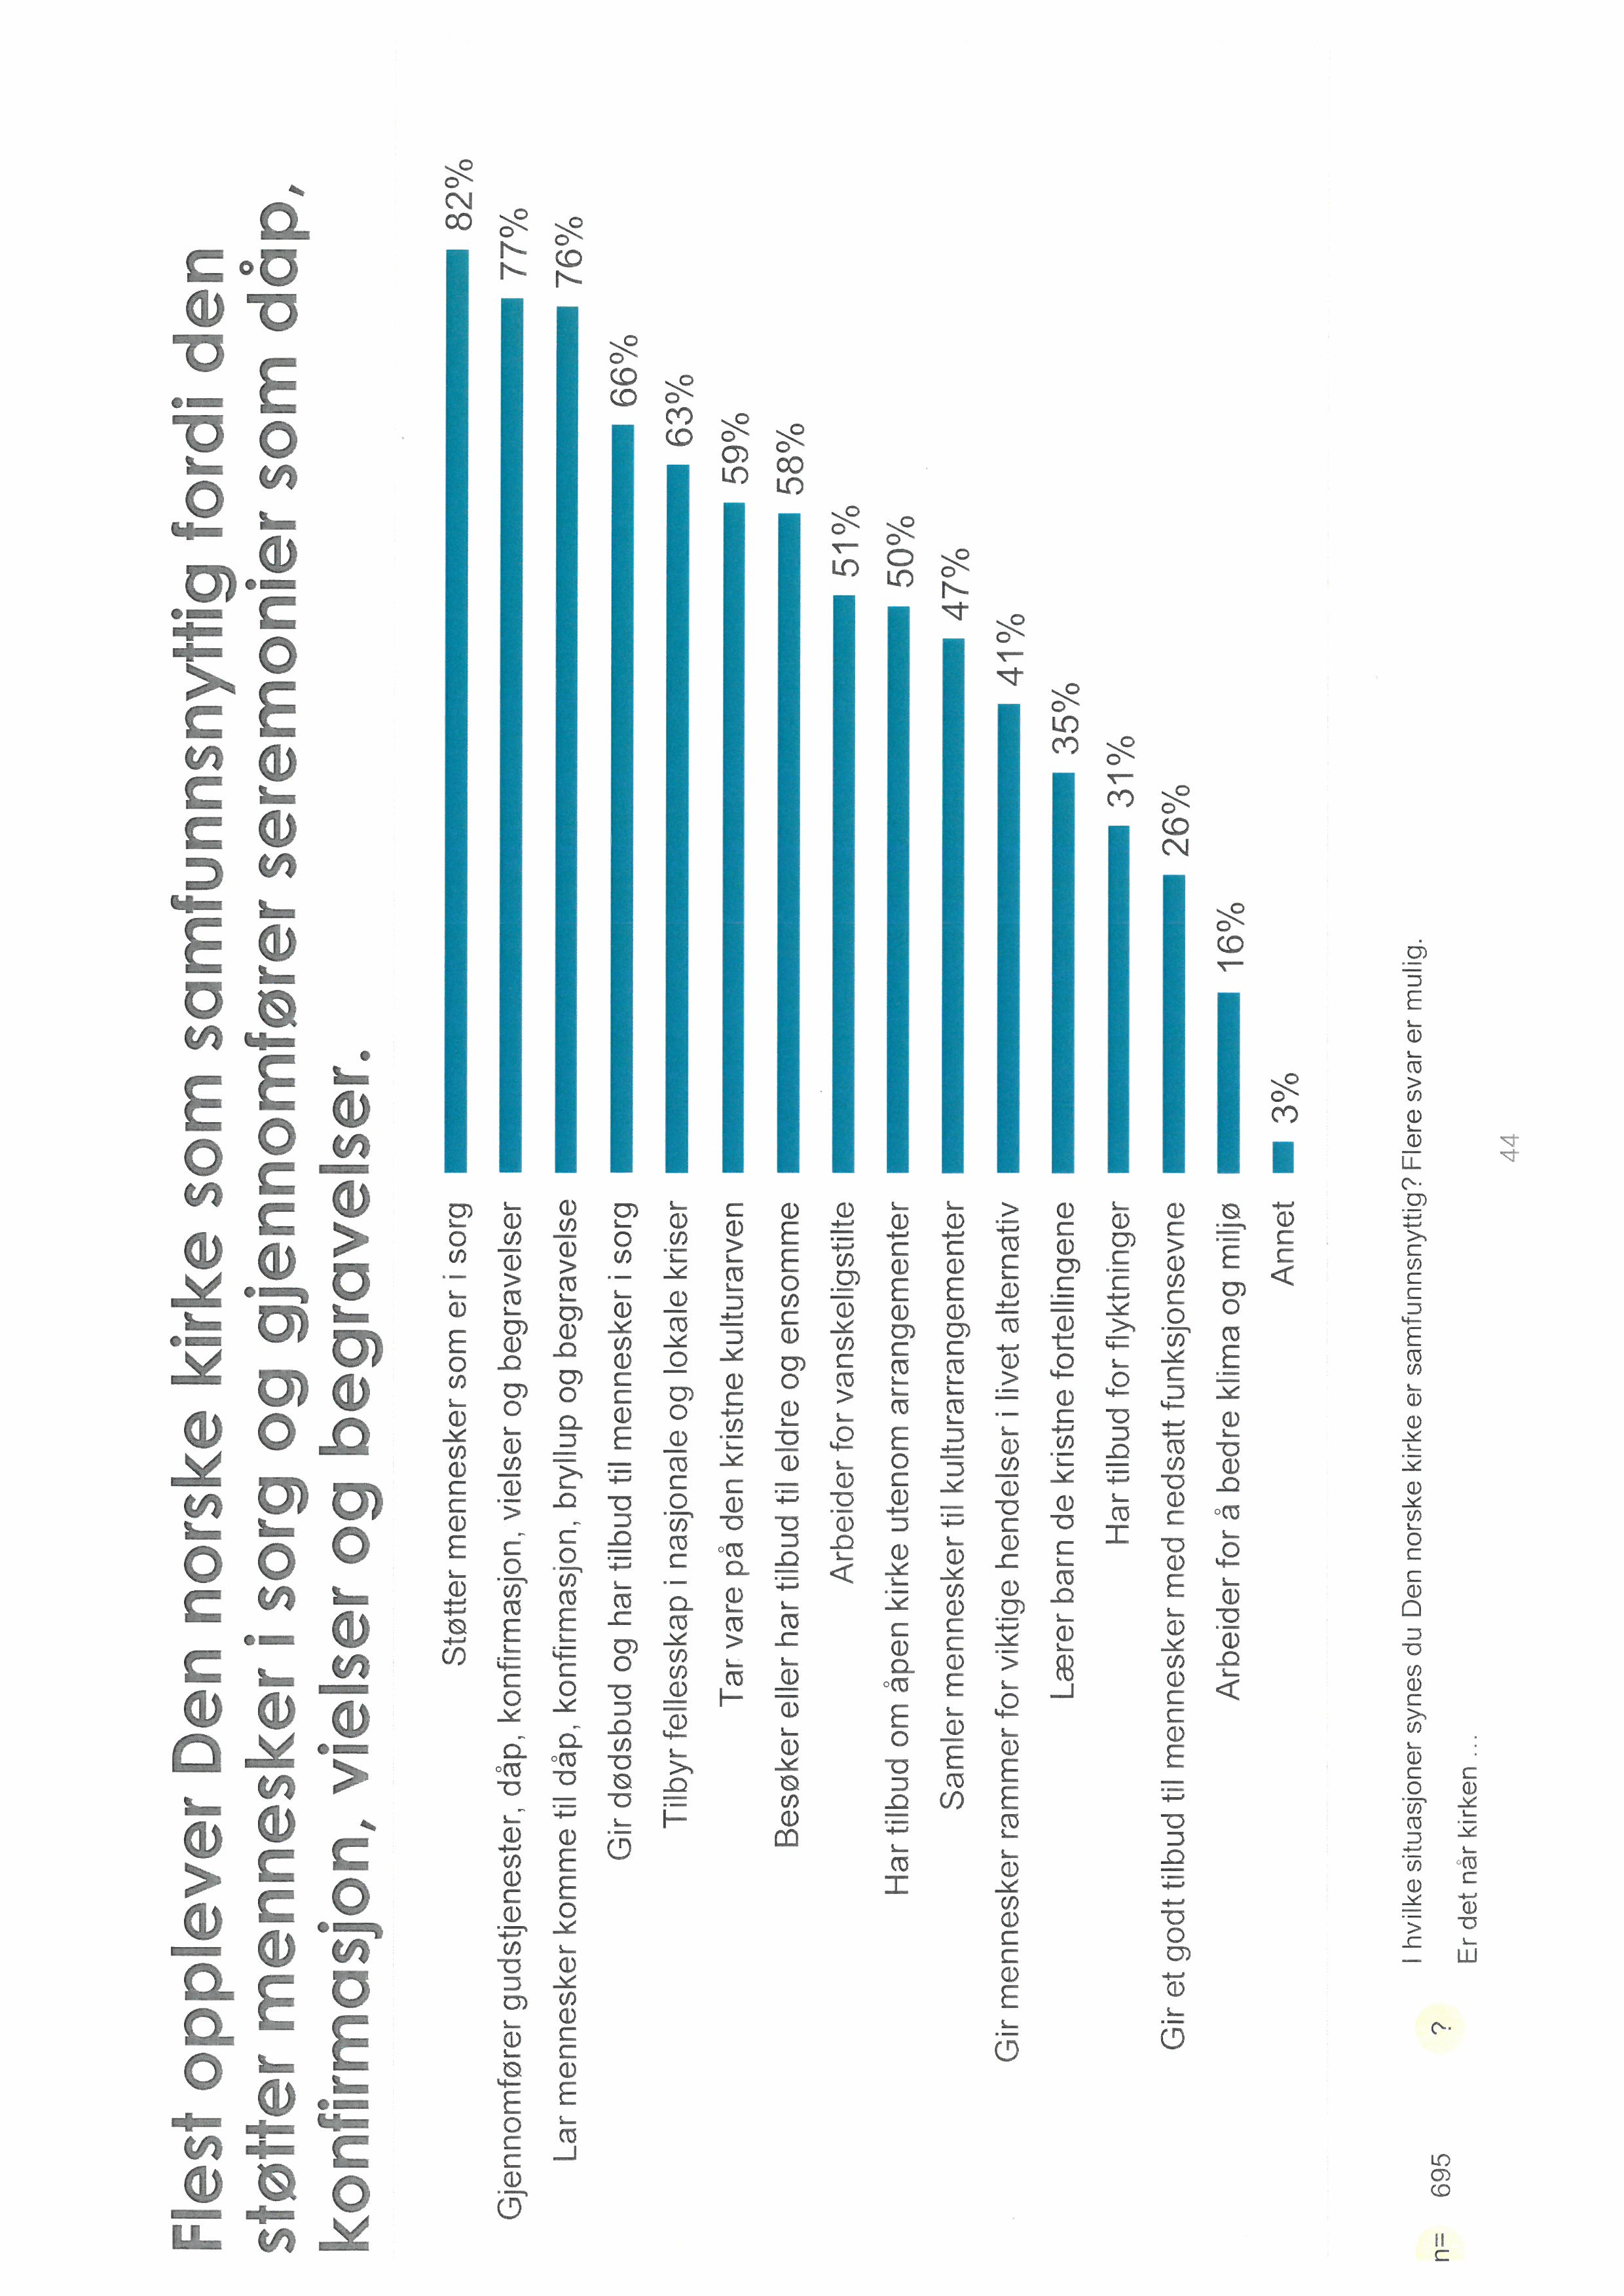 Flest opplever Den norske kirke som samfunnsnyttig fordi den
støtter mennesker i sorg og gjennomfører seremonier som dåp,
konfirmasjon, vielser og begravelser.
Støtter mennesker som er i sorg 82%
Gjennomfører gudstjenester, dåp, konfirmasjon, vielser og begravelser 77%
Lar mennesker komme til dåp, konfirmasjon, bryllup og begravelse 76%
Gir dødsbud og har tilbud til mennesker i sorg 66%
Tilbyr fellesskap i nasjonale og lokale kriser 63%
Tar vare på den kristne kulturarven 59%
Besøker eller har tilbud til eldre og ensomme 58%
Arbeider for vanskeligstilte 51%
Har tilbud om åpen kirke utenom arrangementer 50%
Samler mennesker til kulturarrangementer 47%
Gir mennesker rammer for viktige hendelser i livet alternativ 41%
Lærer barn de kristne fortellingene 35%
Har tilbud for flyktninger 31%
Gir et godt tilbud til mennesker med nedsatt funksjonsevne 26%
Arbeider for å bedre klima og miljø 16%
Annet 3%
n= 695 ? I hvilke situasjoner synes du Den norske kirke er samfunnsnyttig? Flere svar er mulig.
Er det når kirken ...
44